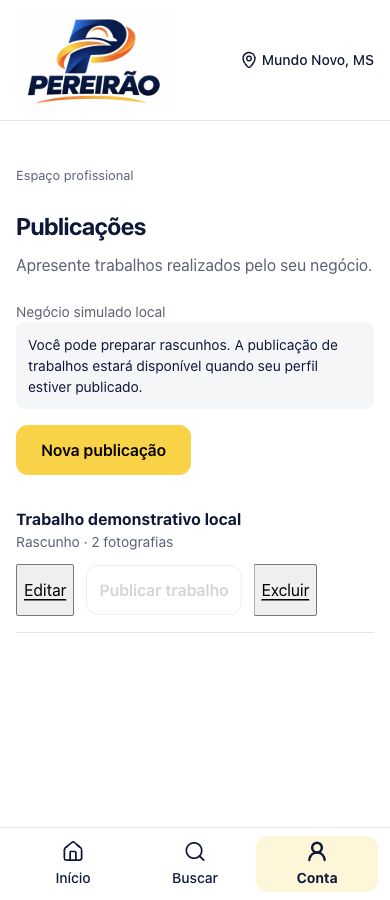 PEREIRÃO
Mundo Novo, MS
Espaço profissional
Publicações
Apresente trabalhos realizados pelo seu negócio.
Negócio simulado local
Você pode preparar rascunhos. A publicação de
trabalhos estará disponível quando seu perfil
estiver publicado.
Nova publicação
Trabalho demonstrativo local
Rascunho · 2 fotografias
Editar
Publicar trabalho
Excluir
Início
Buscar
Conta